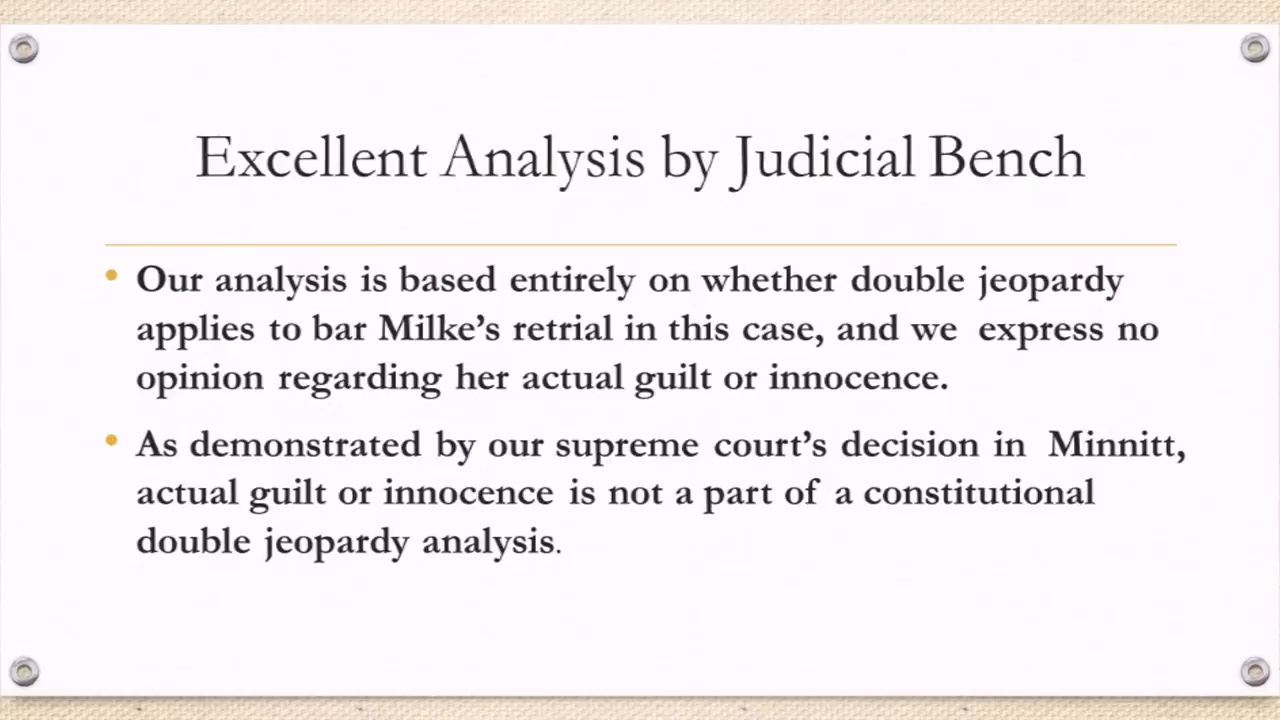 Excellent Analysis by Judicial Bench
• Our analysis is based entirely on whether double jeopardy
applies to bar Milke’s retrial in this case, and we express no
opinion regarding her actual guilt or innocence.
• As demonstrated by our supreme court’s decision in Minnitt,
actual guilt or innocence is not a part of a constitutional
double jeopardy analysis.